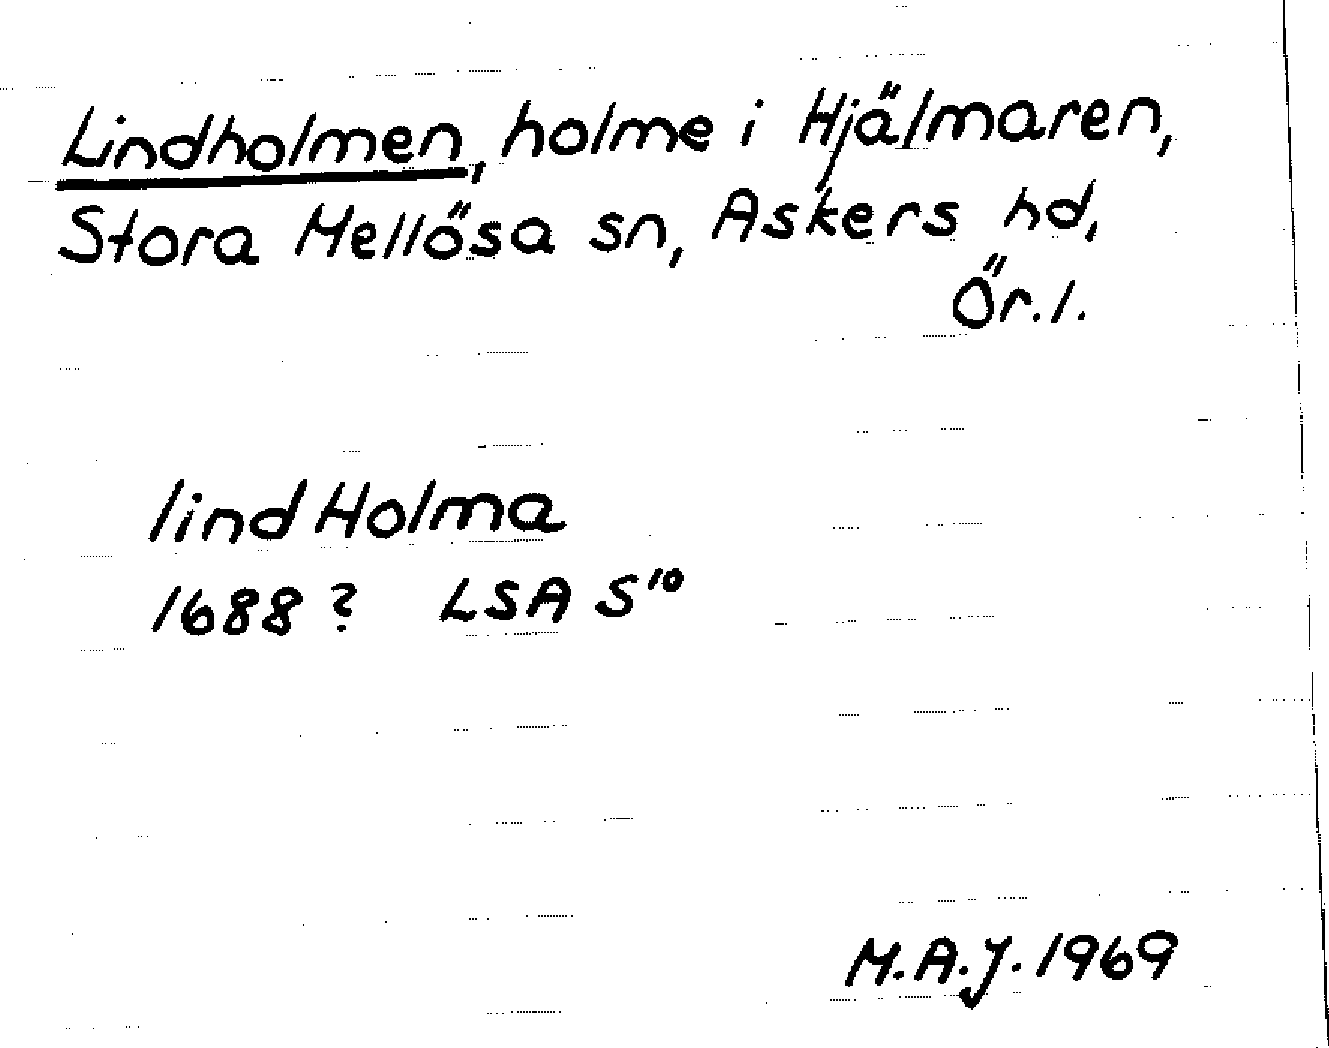 Lindholmen, holme i Hjälmaren,
Stora Mellösa sn, Askers hd,
Ör.l.
lind Holma
1688? LSA S¹⁰
M.A.J. 1969